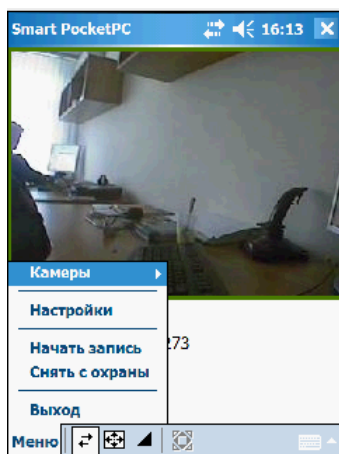 Smart PocketPC 16:13
Камеры
Настройки
273
Начать запись
Снять с охраны
Выход
Меню